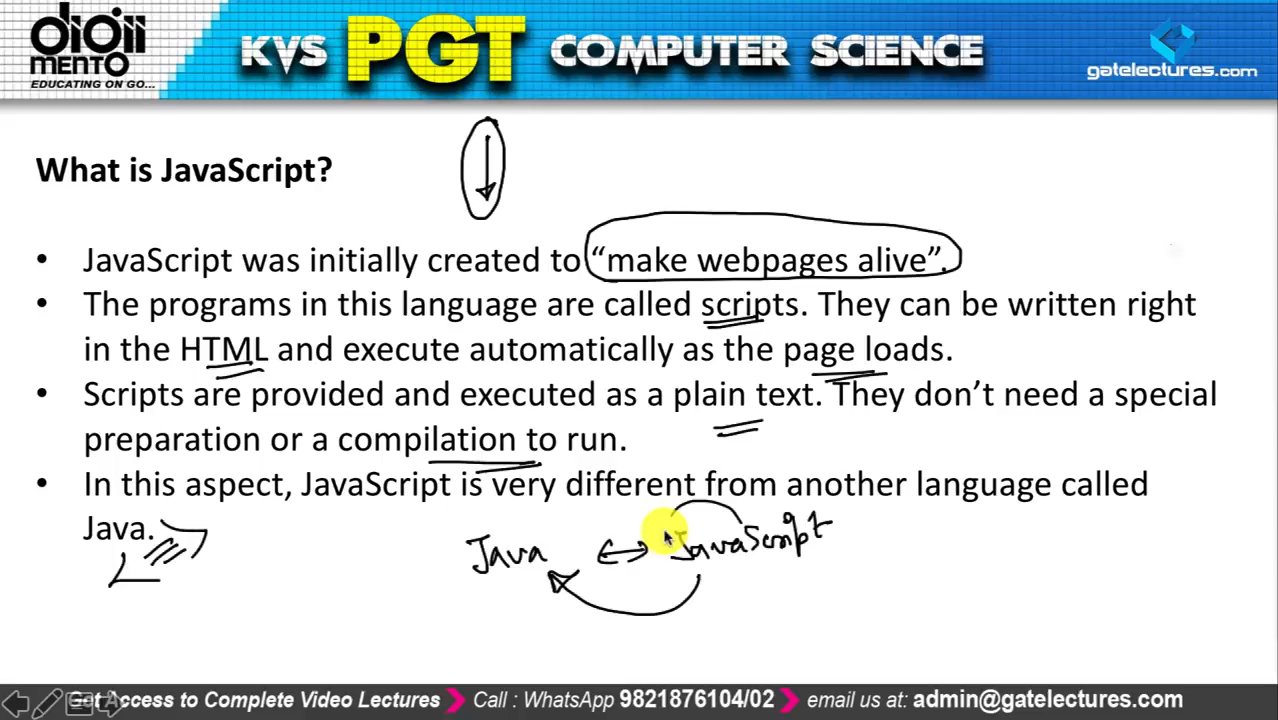 digii
MENTO
EDUCATING ON GO...
KVS PGT COMPUTER SCIENCE
gatelectures.com
What is JavaScript?
• JavaScript was initially created to “make webpages alive”.
• The programs in this language are called scripts. They can be written right
in the HTML and execute automatically as the page loads.
• Scripts are provided and executed as a plain text. They don’t need a special
preparation or a compilation to run.
• In this aspect, JavaScript is very different from another language called
Java.
Java ↔ JavaScript
Get Access to Complete Video Lectures Call : WhatsApp 9821876104/02 email us at: admin@gatelectures.com